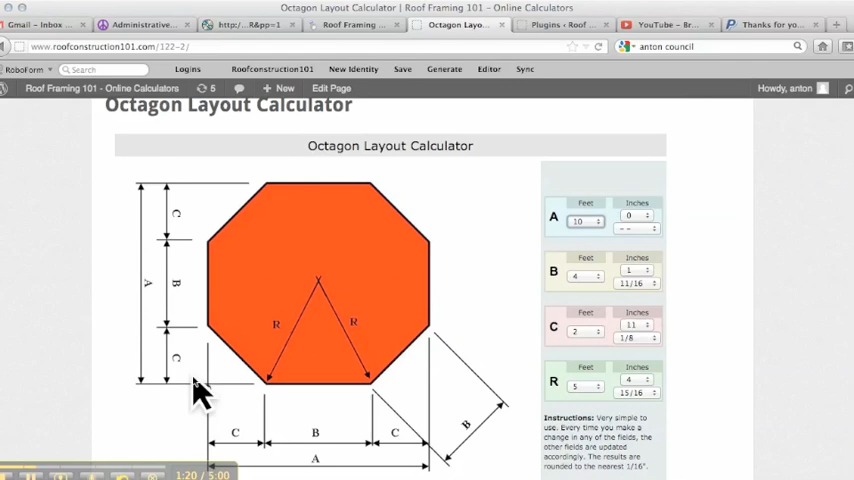 Octagon Layout Calculator | Roof Framing 101 – Online Calculators
Gmail – Inbox ...
Administrative...
http:/...R&pp=1
Roof Framing ...
Octagon Layo...
Plugins ‹ Roof ...
YouTube – Br...
Thanks for yo...
www.roofconstruction101.com/122-2/
anton council
RoboForm
Search
Logins
Roofconstruction101
New Identity
Save
Generate
Editor
Sync
Roof Framing 101 - Online Calculators
5
New
Edit Page
Howdy, anton
Octagon Layout Calculator
Octagon Layout Calculator
A
C
B
C
R
R
C
B
C
A
B
A
Feet
Inches
10
0
- -
B
Feet
Inches
4
1
11/16
C
Feet
Inches
2
11
1/8
R
Feet
Inches
5
4
15/16
Instructions: Very simple to
use. Every time you make a
change in any of the fields, the
other fields are updated
accordingly. The results are
rounded to the nearest 1/16".
1:20 / 5:00